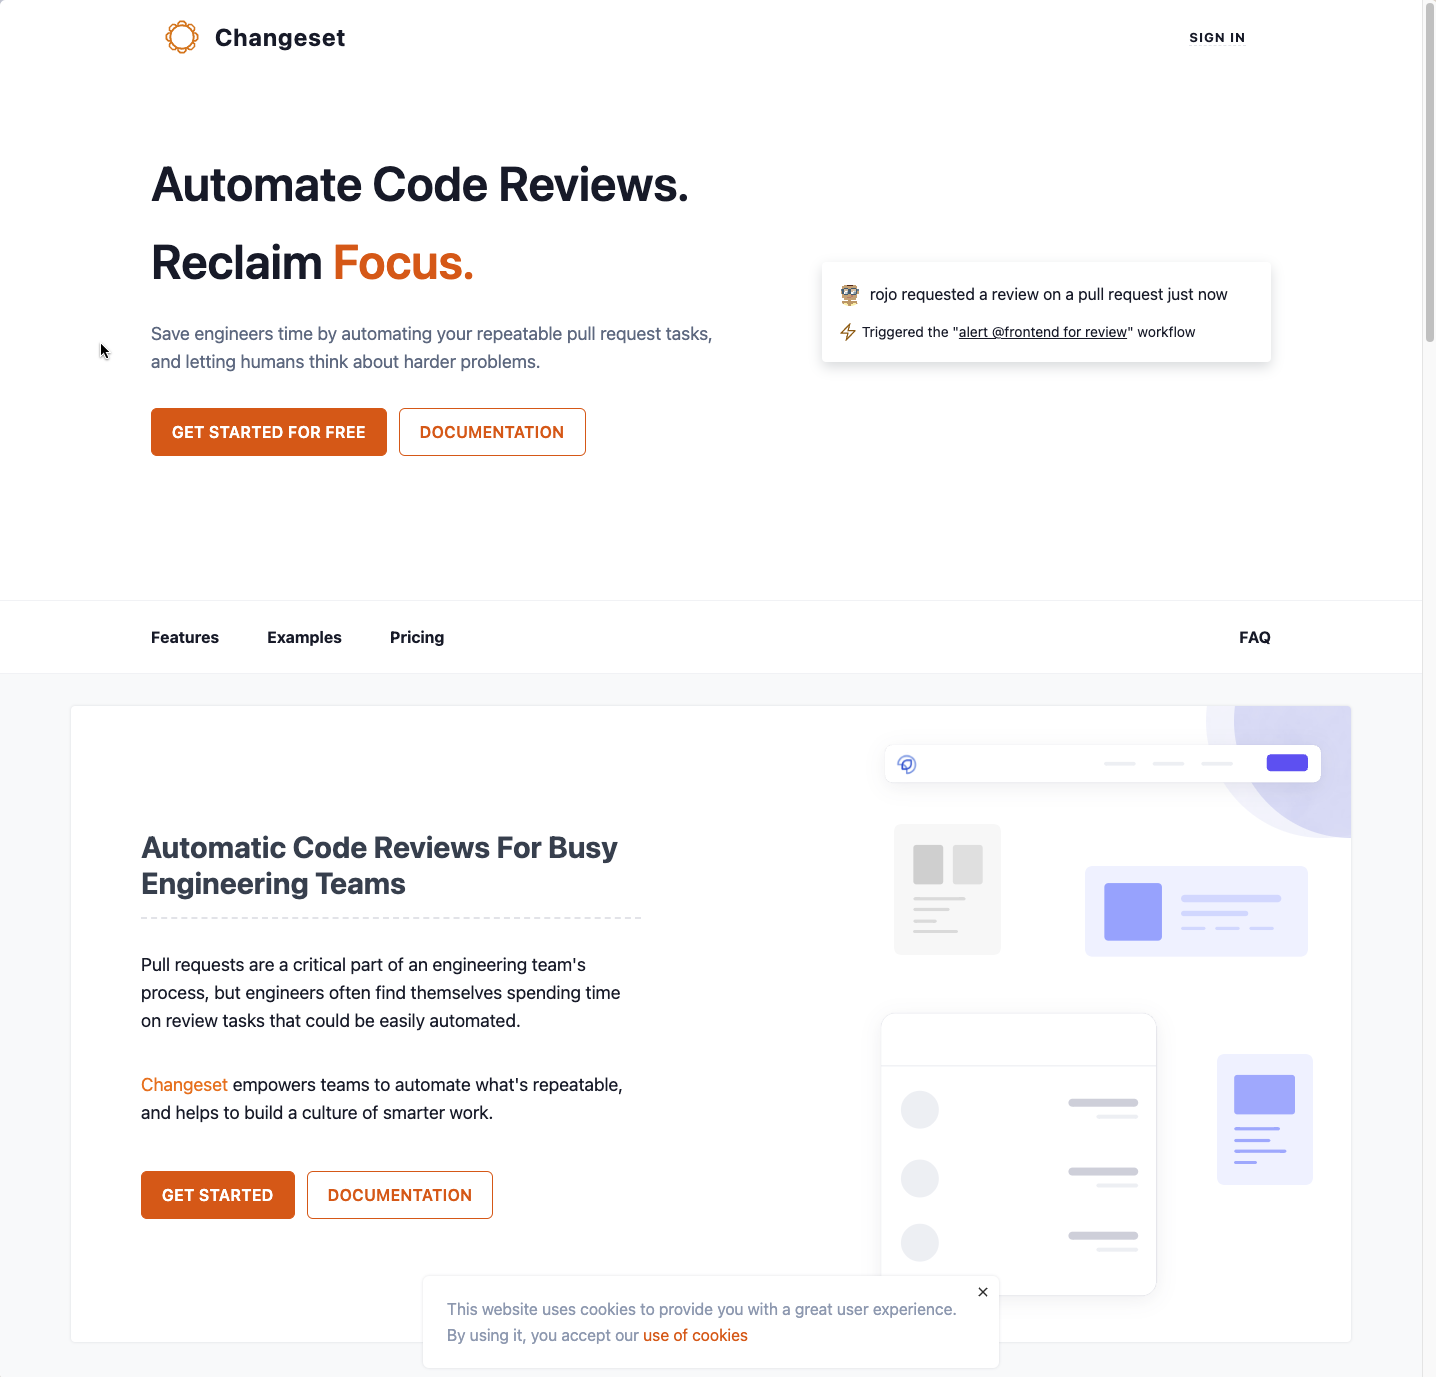 Changeset
SIGN IN
Automate Code Reviews.
Reclaim Focus.
Save engineers time by automating your repeatable pull request tasks,
and letting humans think about harder problems.
GET STARTED FOR FREE
DOCUMENTATION
rojo requested a review on a pull request just now
Triggered the "alert @frontend for review" workflow
Features
Examples
Pricing
FAQ
Automatic Code Reviews For Busy
Engineering Teams
Pull requests are a critical part of an engineering team's
process, but engineers often find themselves spending time
on review tasks that could be easily automated.
Changeset empowers teams to automate what's repeatable,
and helps to build a culture of smarter work.
GET STARTED
DOCUMENTATION
This website uses cookies to provide you with a great user experience.
By using it, you accept our use of cookies